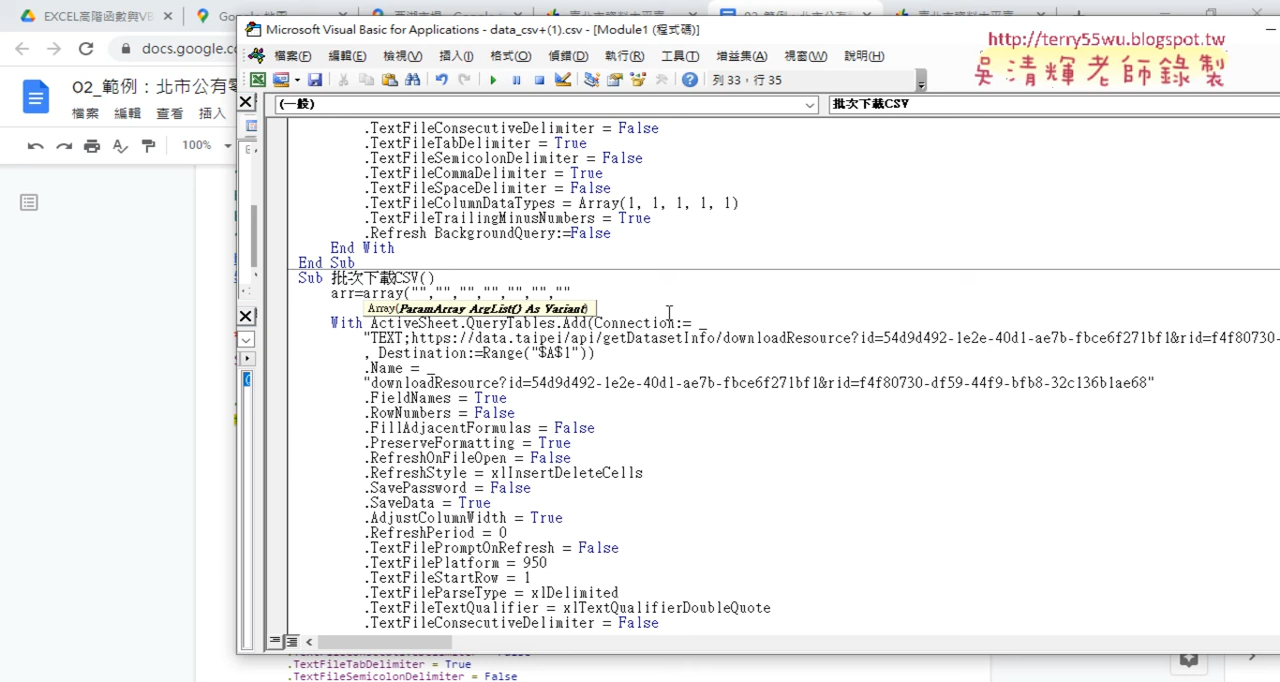 EXCEL高階函數與VB
Microsoft Visual Basic for Applications - data_csv+(1).csv - [Module1 (程式碼)]
http://terry55wu.blogspot.tw
吳清輝老師錄製
docs.google.co
檔案(F) 編輯(E) 檢視(V) 插入(I) 格式(O) 偵錯(D) 執行(R) 工具(T) 增益集(A) 視窗(W) 說明(H)
列 33，行 35
02_範例：北市公有零
檔案 編輯 查看 插入
100%
(一般)
批次下載CSV
.TextFileConsecutiveDelimiter = False
.TextFileTabDelimiter = True
.TextFileSemicolonDelimiter = False
.TextFileCommaDelimiter = True
.TextFileSpaceDelimiter = False
.TextFileColumnDataTypes = Array(1, 1, 1, 1, 1)
.TextFileTrailingMinusNumbers = True
.Refresh BackgroundQuery:=False
End With
End Sub
Sub 批次下載CSV()
arr=array("","","","","","",""
Array(ParamArray ArgList() As Variant)
With ActiveSheet.QueryTables.Add(Connection:= _
"TEXT;https://data.taipei/api/getDatasetInfo/downloadResource?id=54d9d492-1e2e-40d1-ae7b-fbce6f271bf1&rid=f4f80730-
, Destination:=Range("$A$1"))
.Name = _
"downloadResource?id=54d9d492-1e2e-40d1-ae7b-fbce6f271bf1&rid=f4f80730-df59-44f9-bfb8-32c136b1ae68"
.FieldNames = True
.RowNumbers = False
.FillAdjacentFormulas = False
.PreserveFormatting = True
.RefreshOnFileOpen = False
.RefreshStyle = xlInsertDeleteCells
.SavePassword = False
.SaveData = True
.AdjustColumnWidth = True
.RefreshPeriod = 0
.TextFilePromptOnRefresh = False
.TextFilePlatform = 950
.TextFileStartRow = 1
.TextFileParseType = xlDelimited
.TextFileTextQualifier = xlTextQualifierDoubleQuote
.TextFileConsecutiveDelimiter = False
.TextFileTabDelimiter = True
.TextFileSemicolonDelimiter = False